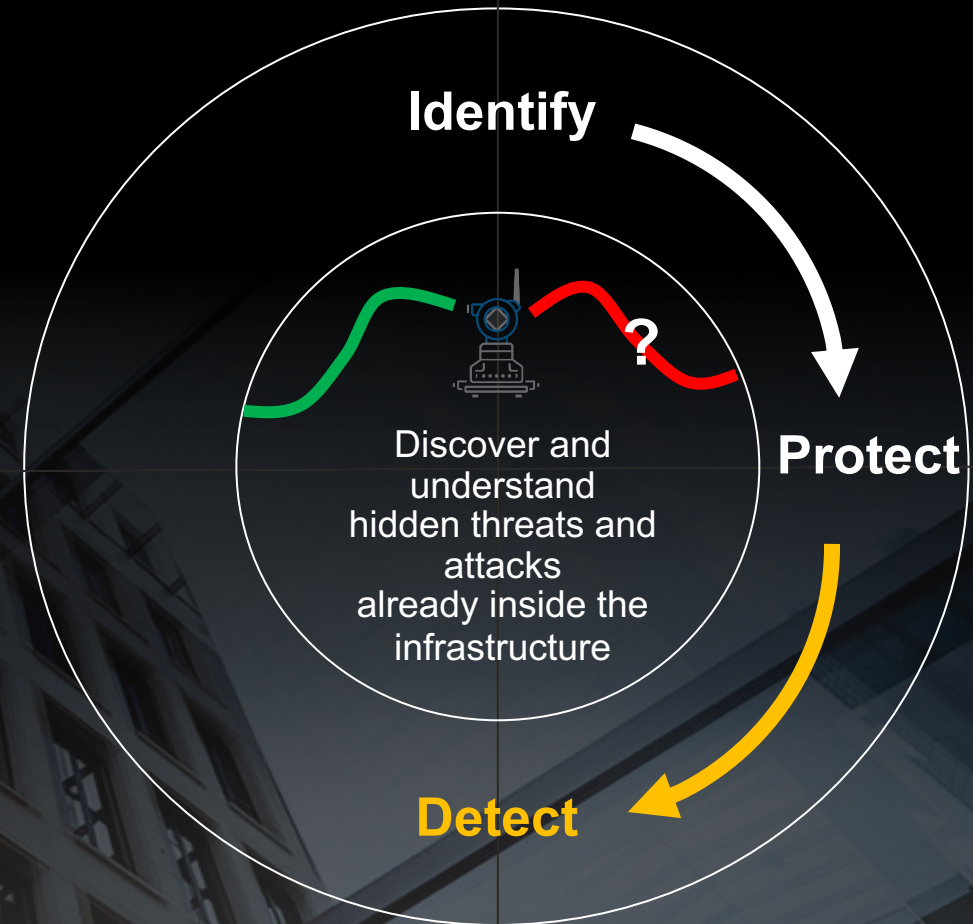 Identify
?
Protect
Discover and
understand
hidden threats and
attacks
already inside the
infrastructure
Detect